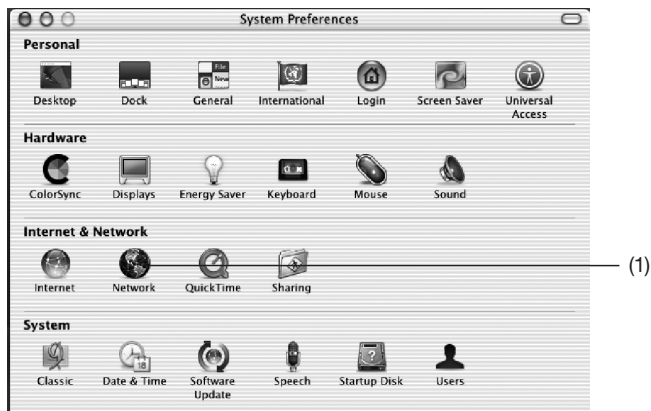 System Preferences
Personal
File
New
Desktop Dock General International Login Screen Saver Universal
Access
Hardware
ColorSync Displays Energy Saver Keyboard Mouse Sound
Internet & Network
(1)
Internet Network QuickTime Sharing
System
18
?
Classic Date & Time Software Speech Startup Disk Users
Update